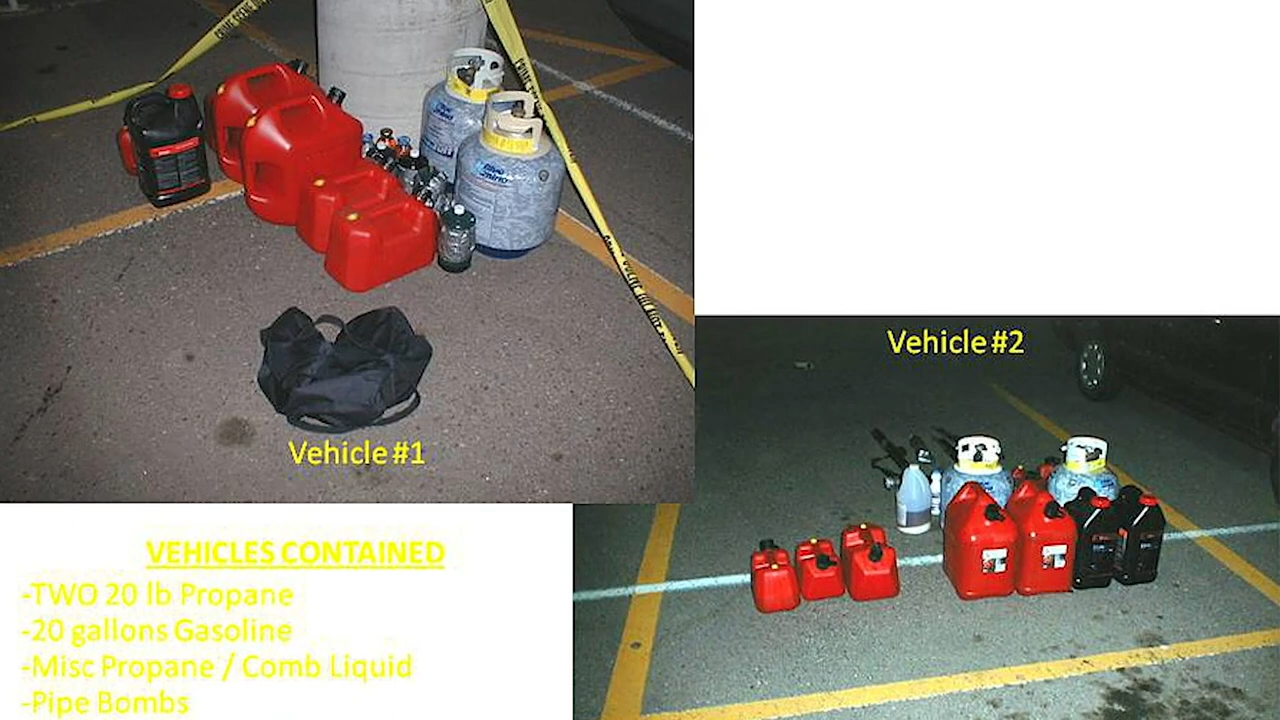 Vehicle #1
Vehicle #2
VEHICLES CONTAINED
-TWO 20 lb Propane
-20 gallons Gasoline
-Misc Propane / Comb Liquid
-Pipe Bombs